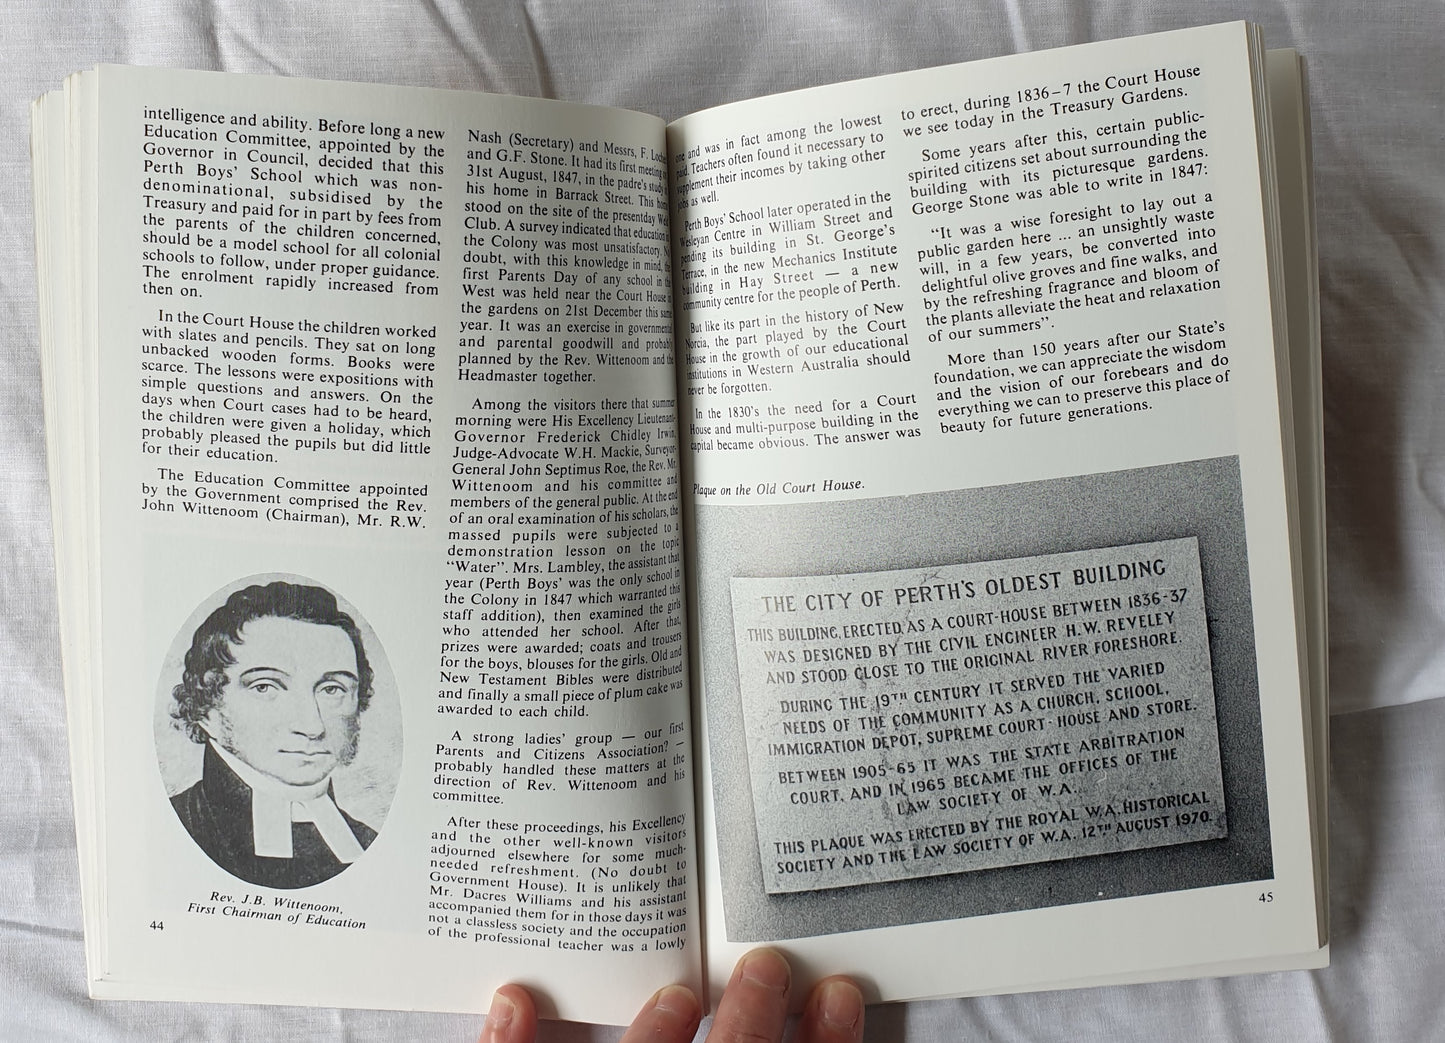 intelligence and ability. Before long a new
Education Committee, appointed by the
Governor in Council, decided that this
Perth Boys' School which was non-
denominational, subsidised by the
Treasury and paid for in part by fees from
the parents of the children concerned,
should be a model school for all colonial
schools to follow, under proper guidance.
The enrolment rapidly increased from
then on.
In the Court House the children worked
with slates and pencils. They sat on long
unbacked wooden forms. Books were
scarce. The lessons were expositions with
simple questions and answers. On the
days when Court cases had to be heard,
the children were given a holiday, which
probably pleased the pupils but did little
for their education.
The Education Committee appointed
by the Government comprised the Rev.
John Wittenoom (Chairman), Mr. R.W.
Rev. J.B. Wittenoom,
First Chairman of Education
44
Nash (Secretary) and Messrs, F.
and G.F. Stone. It had its first meeting
31st August, 1847, in the padre's study
his home in Barrack Street. This
stood on the site of the presentday
Club. A survey indicated that education
the Colony was most unsatisfactory.
doubt, with this knowledge in mind,
first Parents Day of any school in the
West was held near the Court House
the gardens on 21st December this same
year. It was an exercise in governmental
and parental goodwill and probably
planned by the Rev. Wittenoom and the
Headmaster together.
Among the visitors there that summer
morning were His Excellency Lieutenant-
Governor Frederick Chidley Irwin,
Judge-Advocate W.H. Mackie, Surveyor-
General John Septimus Roe, the Rev. Mr.
Wittenoom and his committee and
members of the general public. At the end
of an oral examination of his scholars, the
massed pupils were subjected to a
demonstration lesson on the topic
"Water". Mrs. Lambley, the assistant that
year (Perth Boys' was the only school in
the Colony in 1847 which warranted this
staff addition), then examined the girls
who attended her school. After that,
prizes were awarded; coats and trousers
for the boys, blouses for the girls. Old and
New Testament Bibles were distributed
and finally a small piece of plum cake was
awarded to each child.
A strong ladies' group — our first
Parents and Citizens Association? —
probably handled these matters at the
direction of Rev. Wittenoom and his
committee.
After these proceedings, his Excellency
and the other well-known visitors
adjourned elsewhere for some much-
needed refreshment. (No doubt to
Government House). It is unlikely that
Mr. Dacres Williams and his assistant
accompanied them for in those days it was
not a classless society and the occupation
of the professional teacher was a lowly
one and was in fact among the lowest
paid. Teachers often found it necessary to
supplement their incomes by taking other
jobs as well.
Perth Boys' School later operated in the
Wesleyan Centre in William Street and
pending its building in St. George's
Terrace, in the new Mechanics Institute
building in Hay Street — a new
community centre for the people of Perth.
But like its part in the history of New
Norcia, the part played by the Court
House in the growth of our educational
institutions in Western Australia should
never be forgotten.
In the 1830's the need for a Court
House and multi-purpose building in the
capital became obvious. The answer was
to erect, during 1836–7 the Court House
we see today in the Treasury Gardens.
Some years after this, certain public-
spirited citizens set about surrounding the
building with its picturesque gardens.
George Stone was able to write in 1847:
"It was a wise foresight to lay out a
public garden here ... an unsightly waste
will, in a few years, be converted into
delightful olive groves and fine walks, and
by the refreshing fragrance and bloom of
the plants alleviate the heat and relaxation
of our summers".
More than 150 years after our State's
foundation, we can appreciate the wisdom
and the vision of our forebears and do
everything we can to preserve this place of
beauty for future generations.
Plaque on the Old Court House.
THE CITY OF PERTH'S OLDEST BUILDING
THIS BUILDING, ERECTED AS A COURT-HOUSE BETWEEN 1836-37
WAS DESIGNED BY THE CIVIL ENGINEER H.W. REVELEY
AND STOOD CLOSE TO THE ORIGINAL RIVER FORESHORE.
DURING THE 19TH CENTURY IT SERVED THE VARIED
NEEDS OF THE COMMUNITY AS A CHURCH, SCHOOL,
IMMIGRATION DEPOT, SUPREME COURT-HOUSE AND STORE.
BETWEEN 1905-65 IT WAS THE STATE ARBITRATION
COURT, AND IN 1965 BECAME THE OFFICES OF THE
LAW SOCIETY OF W.A.
THIS PLAQUE WAS ERECTED BY THE ROYAL W.A. HISTORICAL
SOCIETY AND THE LAW SOCIETY OF W.A. 12TH AUGUST 1970.
45